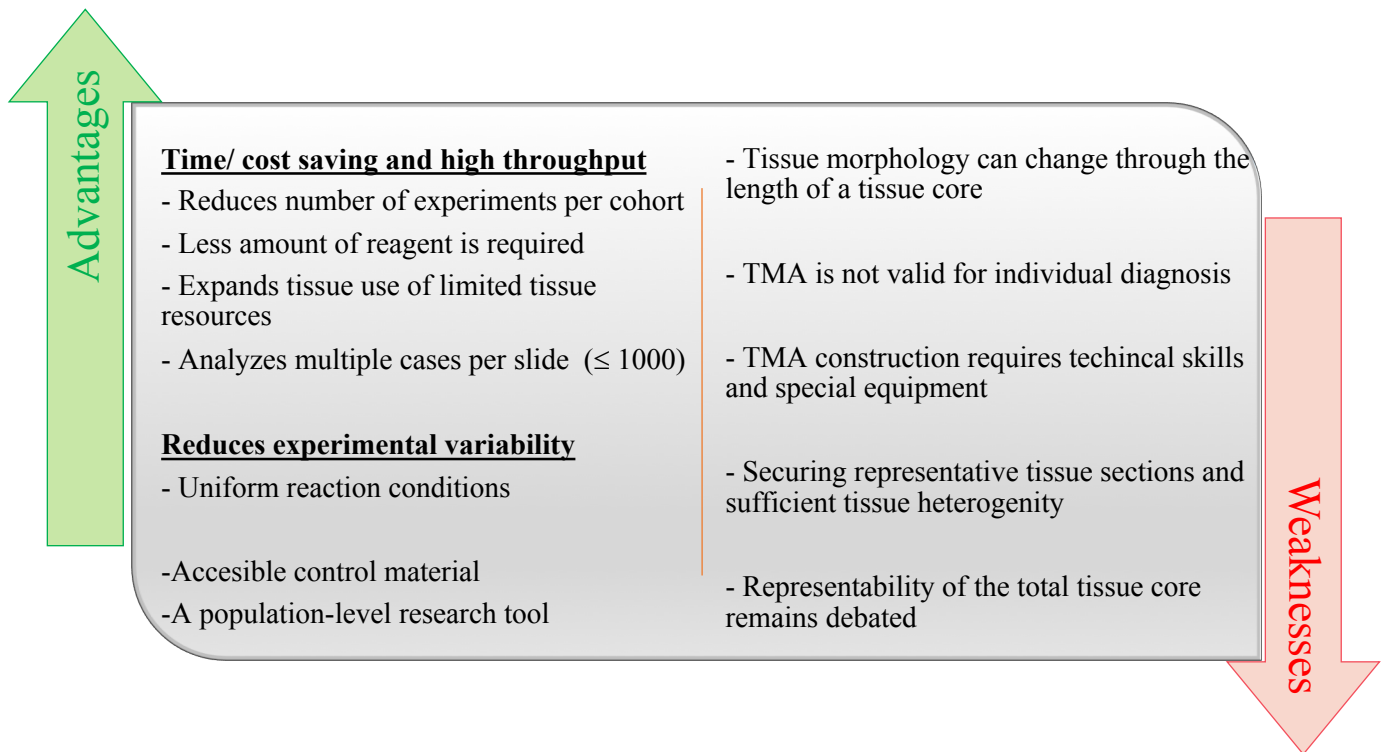 Advantages
Time/ cost saving and high throughput
- Reduces number of experiments per cohort
- Less amount of reagent is required
- Expands tissue use of limited tissue
resources
- Analyzes multiple cases per slide (≤ 1000)
Reduces experimental variability
- Uniform reaction conditions
-Accesible control material
-A population-level research tool
- Tissue morphology can change through the
length of a tissue core
- TMA is not valid for individual diagnosis
- TMA construction requires techincal skills
and special equipment
- Securing representative tissue sections and
sufficient tissue heterogenity
- Representability of the total tissue core
remains debated
Weaknesses